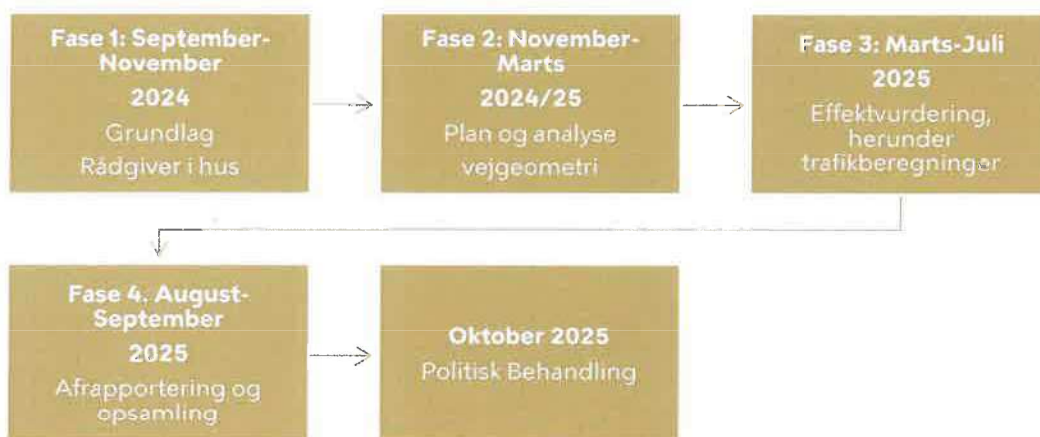 Fase 1: September-
November
2024
Grundlag
Rådgiver i hus
Fase 2: November-
Marts
2024/25
Plan og analyse
vejgeometri
Fase 3: Marts-Juli
2025
Effektvurdering,
herunder
trafikberegninger
Fase 4. August-
September
2025
Afrapportering og
opsamling
Oktober 2025
Politisk Behandling